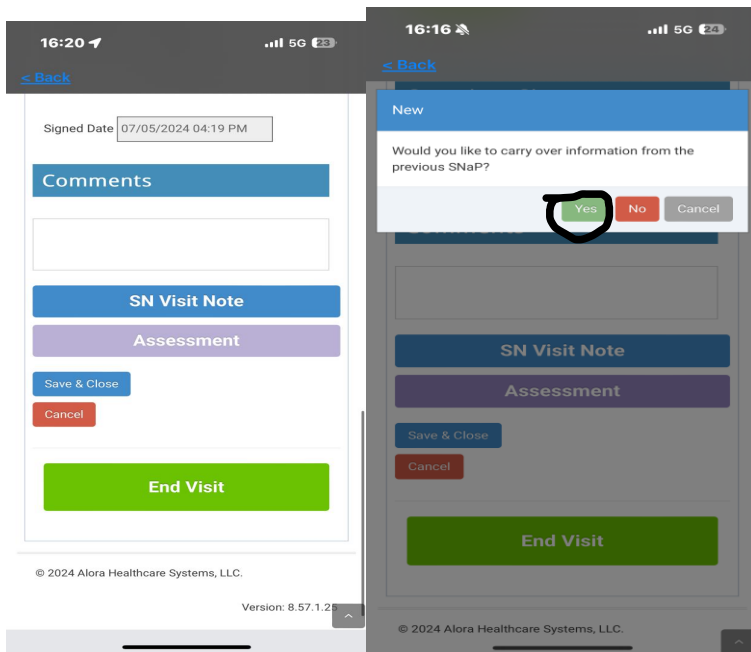 16:20
5G 23
< Back
Signed Date 07/05/2024 04:19 PM
Comments
SN Visit Note
Assessment
Save & Close
Cancel
End Visit
© 2024 Alora Healthcare Systems, LLC.
Version: 8.57.1.25
16:16
5G 24
< Back
New
Would you like to carry over information from the
previous SNaP?
Yes No Cancel
SN Visit Note
Assessment
Save & Close
Cancel
End Visit
© 2024 Alora Healthcare Systems, LLC.